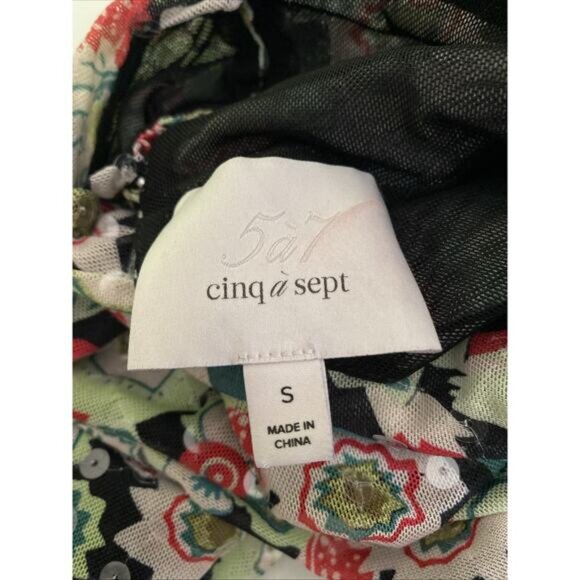 5à7
cinq à sept
S
MADE IN
CHINA